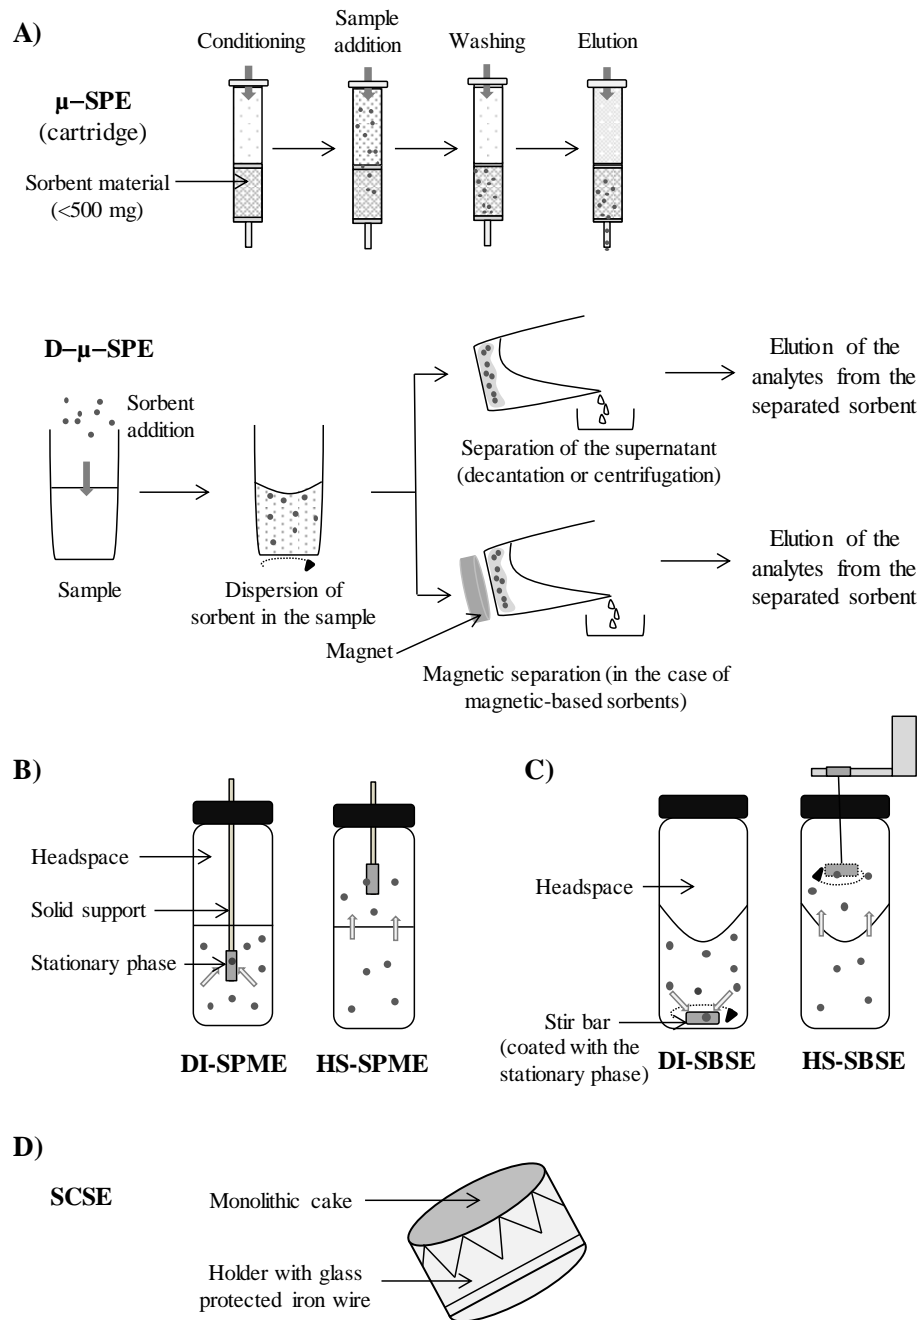 A)
Conditioning
Sample
addition
Washing
Elution
µ–SPE
(cartridge)
Sorbent material
(<500 mg)
D–µ–SPE
Sorbent
addition
Sample
Dispersion of
sorbent in the sample
Separation of the supernatant
(decantation or centrifugation)
Elution of the
analytes from the
separated sorbent
Magnet
Magnetic separation (in the case of
magnetic-based sorbents)
Elution of the
analytes from the
separated sorbent
B)
Headspace
Solid support
Stationary phase
DI-SPME
HS-SPME
C)
Headspace
Stir bar
(coated with the
stationary phase)
DI-SBSE
HS-SBSE
D)
SCSE
Monolithic cake
Holder with glass
protected iron wire